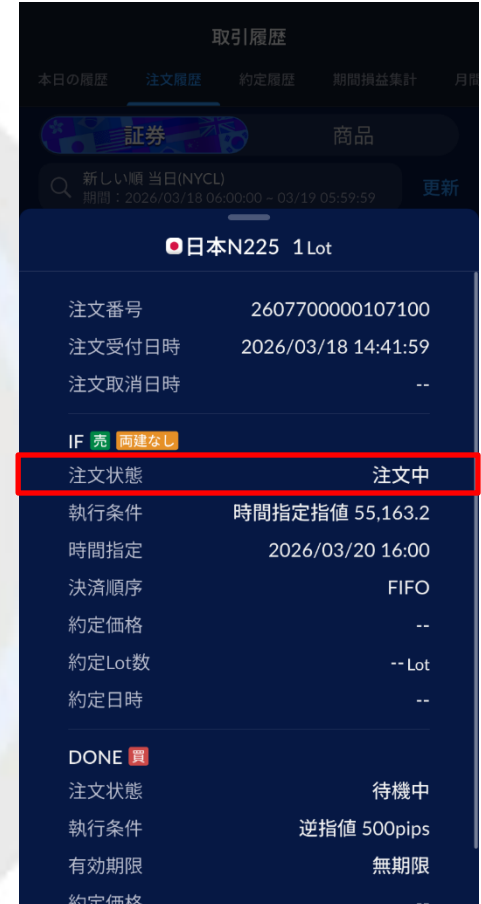 取引履歴
本日の履歴 注文履歴 約定履歴 期間損益集計 月間
証券 商品
新しい順 当日(NYCL) 更新
期間：2026/03/18 06:00:00 – 03/19 05:59:59
日本N225 1 Lot
注文番号 2607700000107100
注文受付日時 2026/03/18 14:41:59
注文取消日時 --
IF 売 両建なし
注文状態 注文中
執行条件 時間指定指値 55,163.2
時間指定 2026/03/20 16:00
決済順序 FIFO
約定価格 --
約定Lot数 -- Lot
約定日時 --
DONE 買
注文状態 待機中
執行条件 逆指値 500pips
有効期限 無期限
約定価格 --